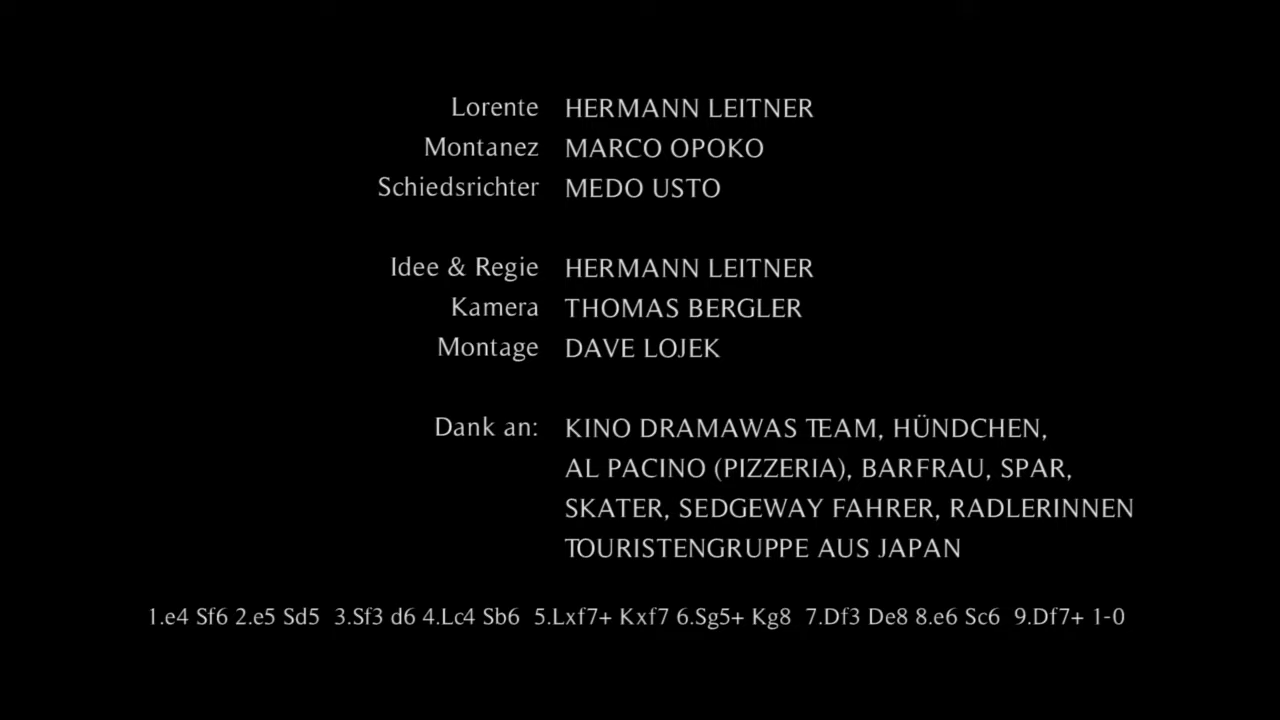 Lorente HERMANN LEITNER
Montanez MARCO OPOKO
Schiedsrichter MEDO USTO
Idee & Regie HERMANN LEITNER
Kamera THOMAS BERGLER
Montage DAVE LOJEK
Dank an: KINO DRAMAWAS TEAM, HÜNDCHEN,
AL PACINO (PIZZERIA), BARFRAU, SPAR,
SKATER, SEDGEWAY FAHRER, RADLERINNEN
TOURISTENGRUPPE AUS JAPAN
1.e4 Sf6 2.e5 Sd5 3.Sf3 d6 4.Lc4 Sb6 5.Lxf7+ Kxf7 6.Sg5+ Kg8 7.Df3 De8 8.e6 Sc6 9.Df7+ 1-0